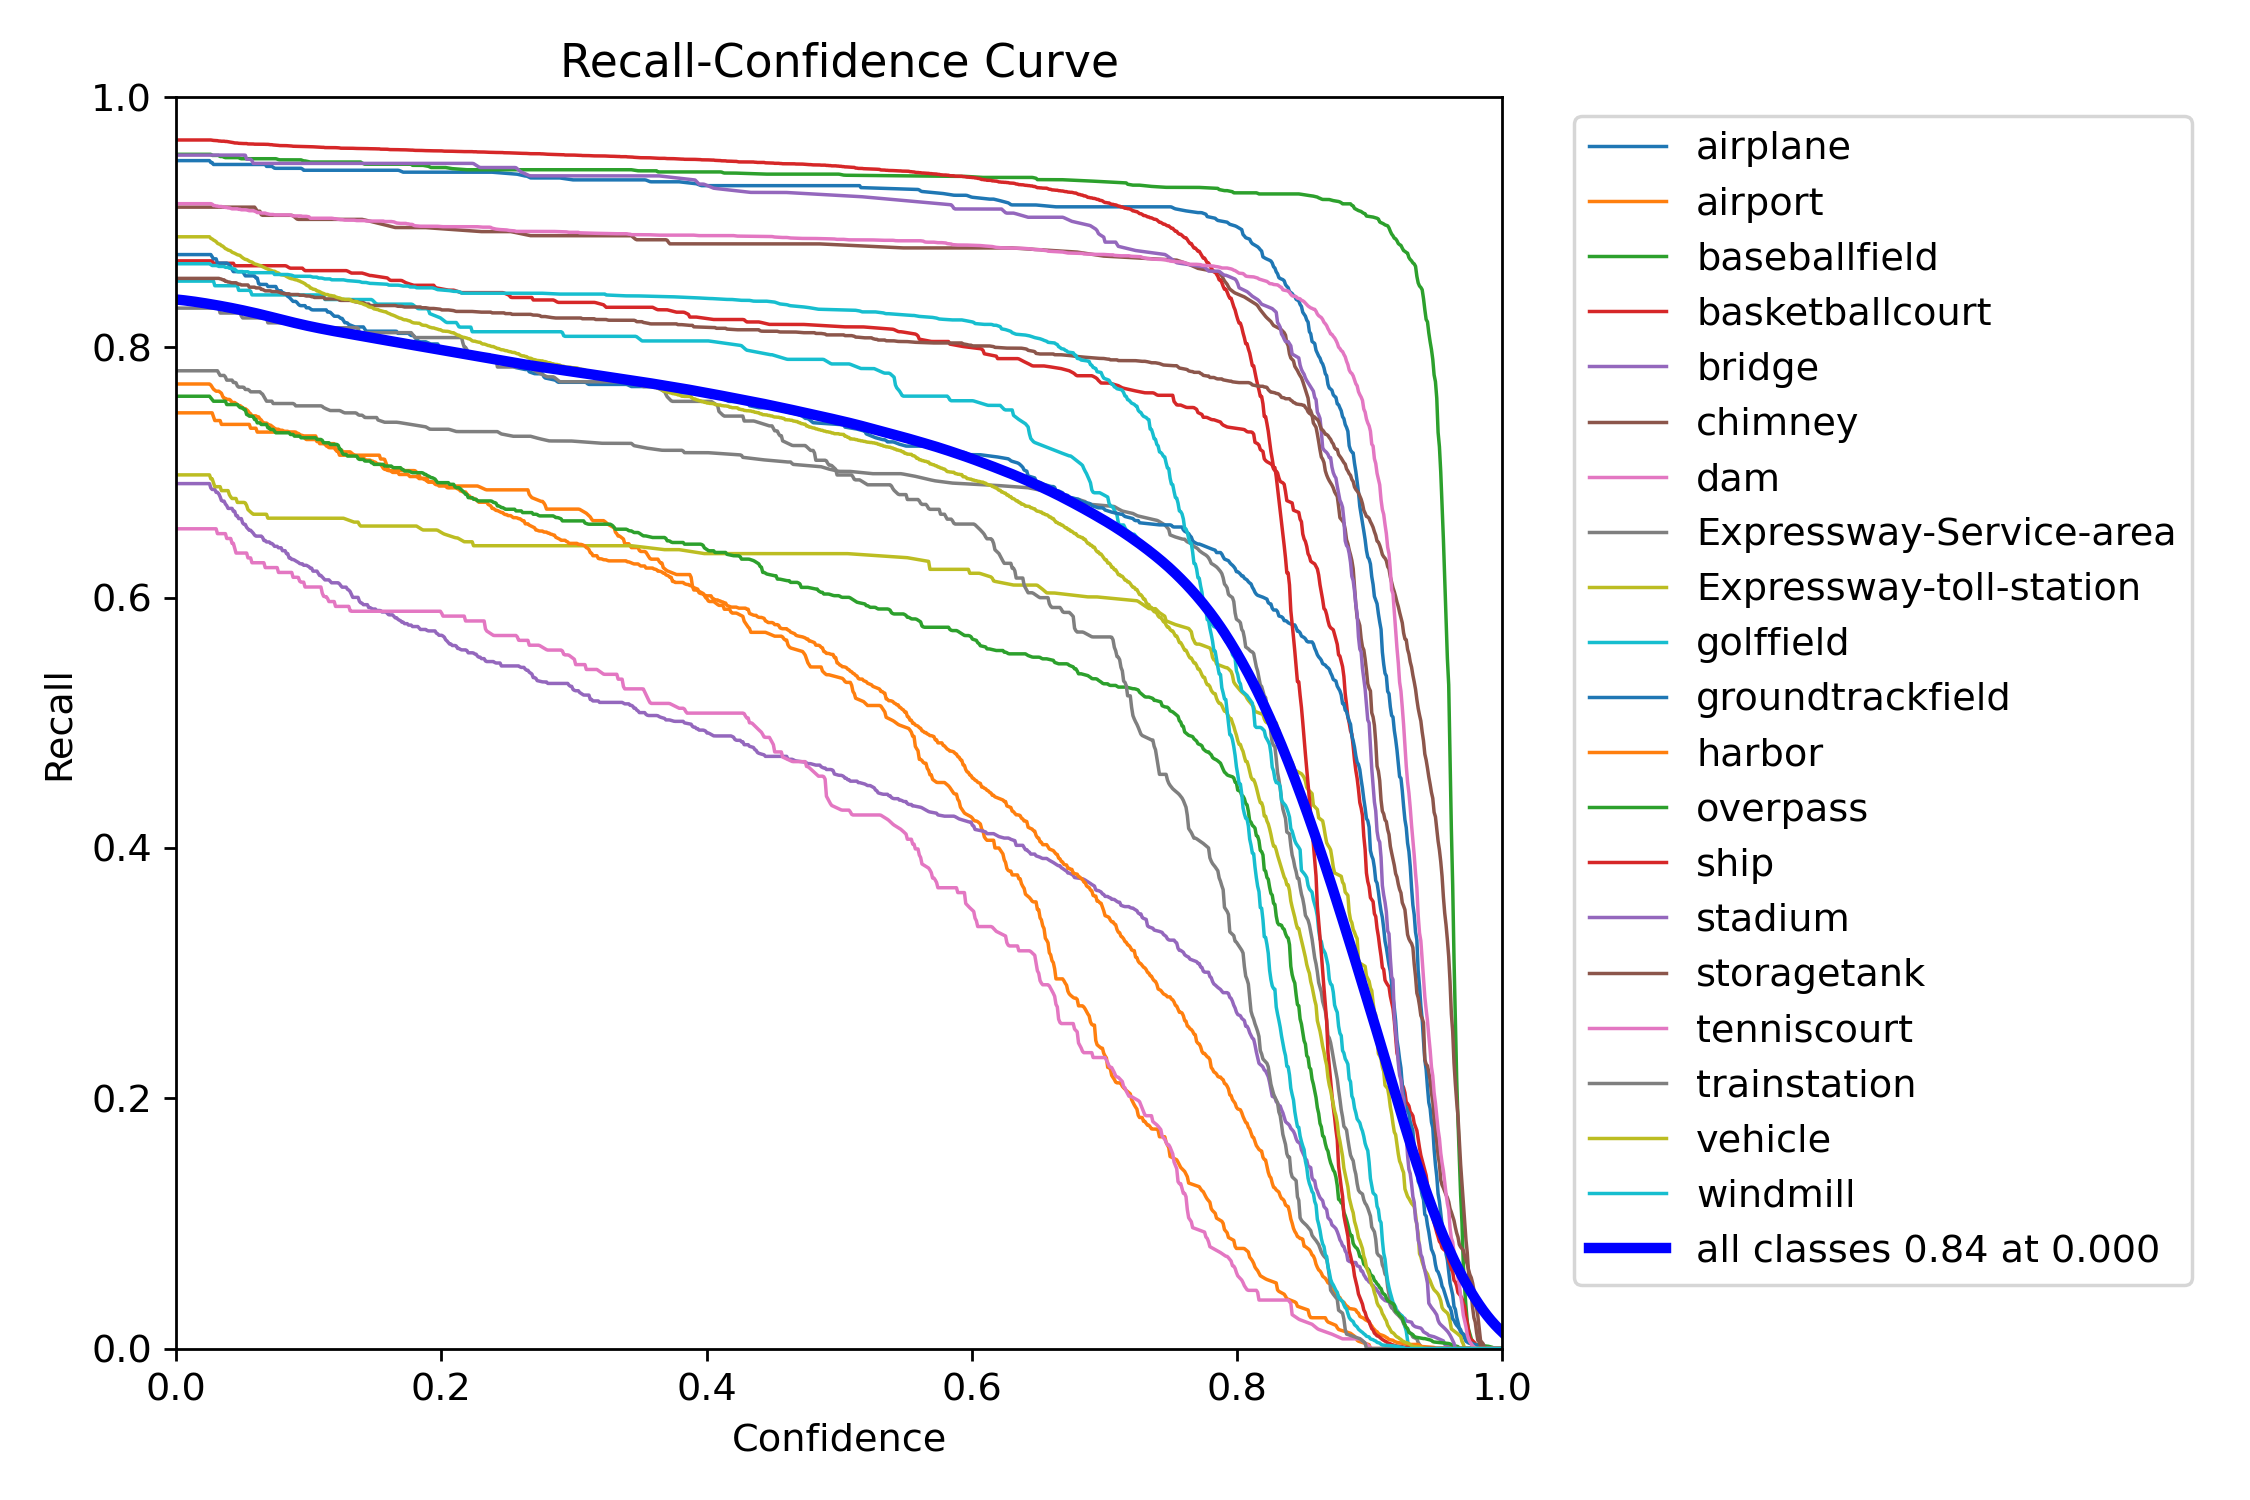 Recall-Confidence Curve
1.0
0.8
0.6
0.4
0.2
0.0
Recall
0.0 0.2 0.4 0.6 0.8 1.0
Confidence
airplane
airport
baseballfield
basketballcourt
bridge
chimney
dam
Expressway-Service-area
Expressway-toll-station
golffield
groundtrackfield
harbor
overpass
ship
stadium
storagetank
tenniscourt
trainstation
vehicle
windmill
all classes 0.84 at 0.000